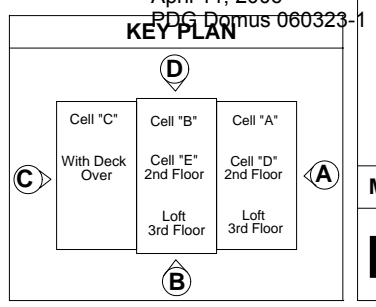 PDG Domus 060323-1
KEY PLAN
D
Cell "C"
With Deck
Over
Cell "B"
Cell "E"
2nd Floor
Loft
3rd Floor
Cell "A"
Cell "D"
2nd Floor
Loft
3rd Floor
C
A
B